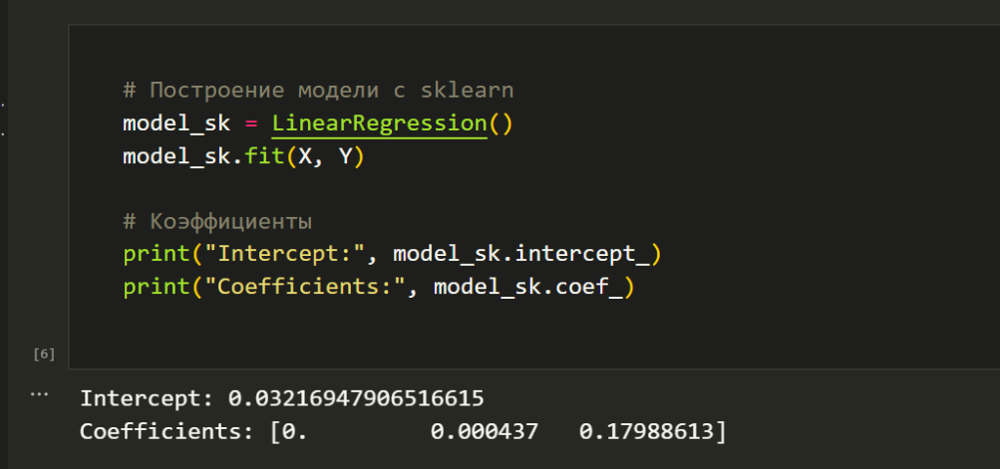 # Построение модели с sklearn
model_sk = LinearRegression()
model_sk.fit(X, Y)
# Коэффициенты
print("Intercept:", model_sk.intercept_)
print("Coefficients:", model_sk.coef_)
[6]
... Intercept: 0.03216947906516615
Coefficients: [0.         0.000437   0.17988613]